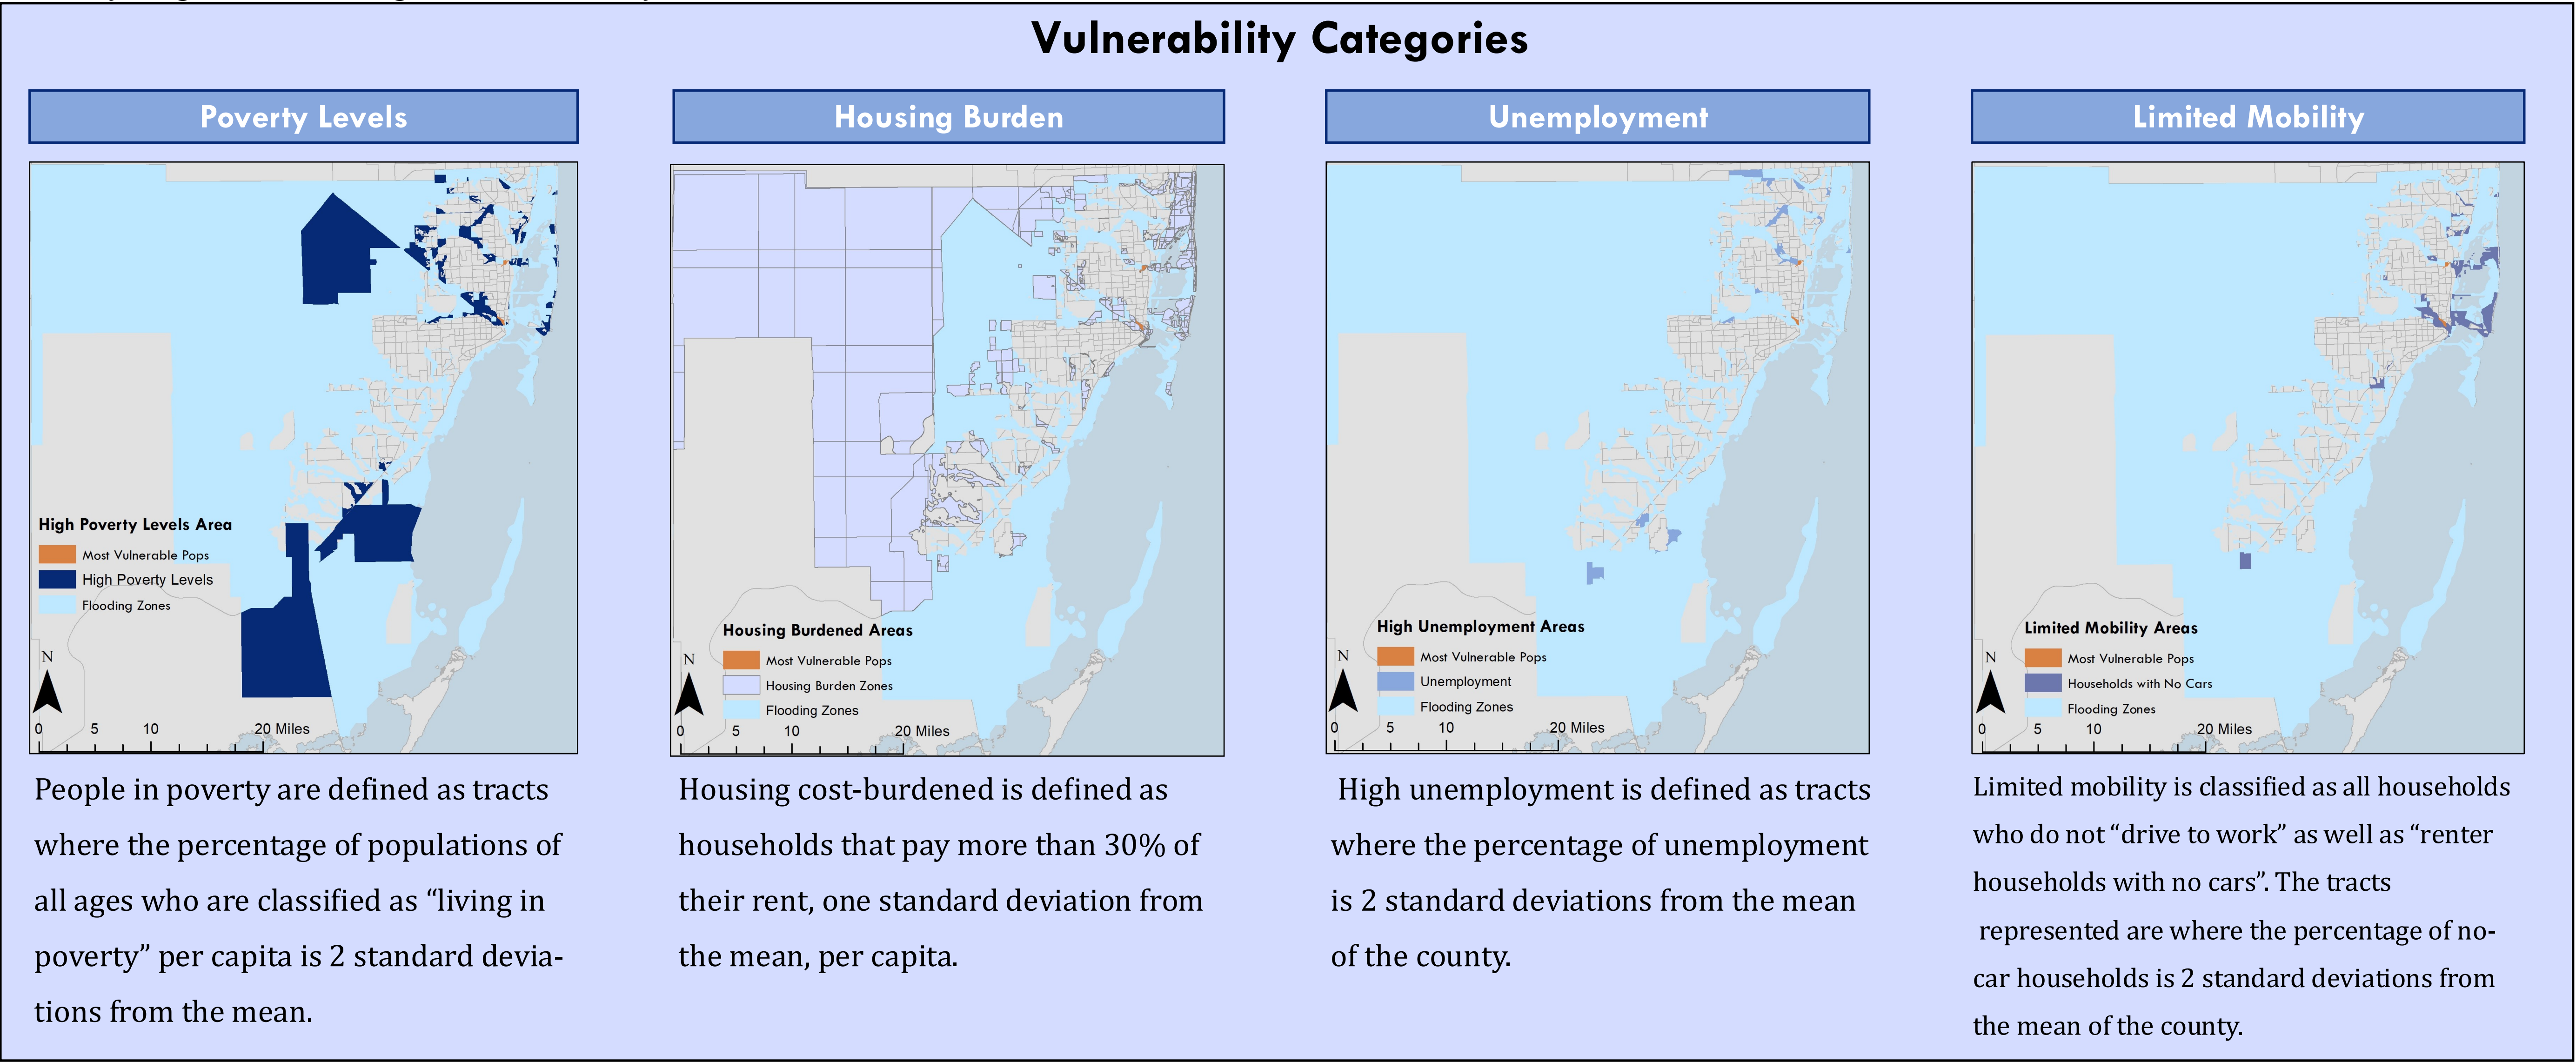 Vulnerability Categories
Poverty Levels
High Poverty Levels Area
Most Vulnerable Pops
High Poverty Levels
Flooding Zones
N
0 5 10 20 Miles
People in poverty are defined as tracts
where the percentage of populations of
all ages who are classified as “living in
poverty” per capita is 2 standard devia-
tions from the mean.
Housing Burden
Housing Burdened Areas
Most Vulnerable Pops
Housing Burden Zones
Flooding Zones
N
0 5 10 20 Miles
Housing cost-burdened is defined as
households that pay more than 30% of
their rent, one standard deviation from
the mean, per capita.
Unemployment
High Unemployment Areas
Most Vulnerable Pops
Unemployment
Flooding Zones
N
0 5 10 20 Miles
High unemployment is defined as tracts
where the percentage of unemployment
is 2 standard deviations from the mean
of the county.
Limited Mobility
Limited Mobility Areas
Most Vulnerable Pops
Households with No Cars
Flooding Zones
N
0 5 10 20 Miles
Limited mobility is classified as all households
who do not “drive to work” as well as “renter
households with no cars”. The tracts
represented are where the percentage of no-
car households is 2 standard deviations from
the mean of the county.